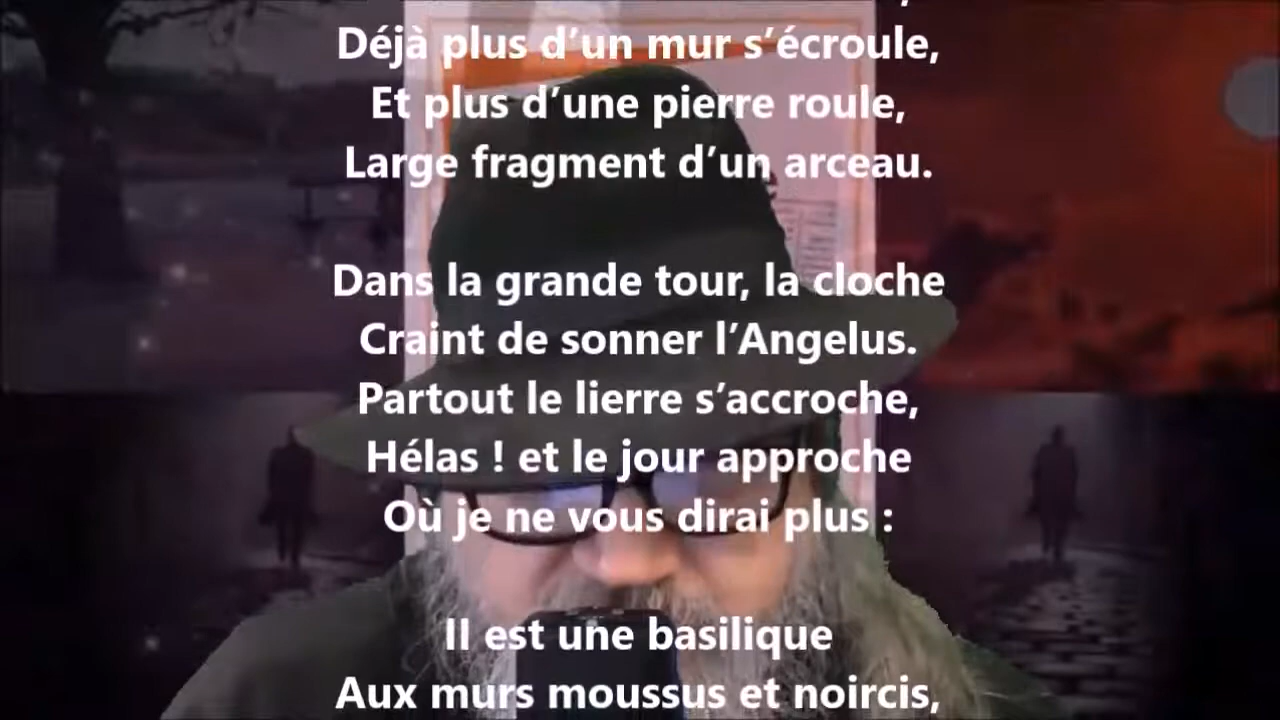 Déjà plus d’un mur s’écroule,
Et plus d’une pierre roule,
Large fragment d’un arceau.
Dans la grande tour, la cloche
Craint de sonner l’Angelus.
Partout le lierre s’accroche,
Hélas ! et le jour approche
Où je ne vous dirai plus :
Il est une basilique
Aux murs moussus et noircis,